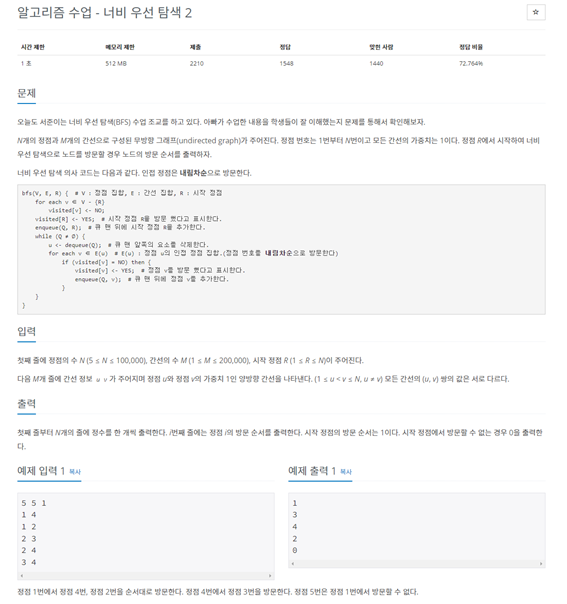 알고리즘 수업 - 너비 우선 탐색 2
☆
시간 제한 메모리 제한 제출 정답 맞힌 사람 정답 비율
1 초 512 MB 2210 1548 1440 72.764%
문제
오늘도 서준이는 너비 우선 탐색(BFS) 수업 조교를 하고 있다. 아빠가 수업한 내용을 학생들이 잘 이해했는지 문제를 통해서 확인해보자.
N개의 정점과 M개의 간선으로 구성된 무방향 그래프(undirected graph)가 주어진다. 정점 번호는 1번부터 N번이고 모든 간선의 가중치는 1이다. 정점 R에서 시작하여 너비
우선 탐색으로 노드를 방문할 경우 노드의 방문 순서를 출력하자.
너비 우선 탐색 의사 코드는 다음과 같다. 인접 정점은 내림차순으로 방문한다.
bfs(V, E, R) { # V : 정점 집합, E : 간선 집합, R : 시작 정점
for each v ∈ V - {R}
visited[v] <- NO;
visited[R] <- YES; # 시작 정점 R을 방문 했다고 표시한다.
enqueue(Q, R); # 큐 맨 뒤에 시작 정점 R을 추가한다.
while (Q ≠ ∅) {
u <- dequeue(Q); # 큐 맨 앞쪽의 요소를 삭제한다.
for each v ∈ E(u) # E(u) : 정점 u의 인접 정점 집합.(정점 번호를 내림차순으로 방문한다)
if (visited[v] = NO) then {
visited[v] <- YES; # 정점 v를 방문 했다고 표시한다.
enqueue(Q, v); # 큐 맨 뒤에 정점 v를 추가한다.
}
}
}
입력
첫째 줄에 정점의 수 N (5 ≤ N ≤ 100,000), 간선의 수 M (1 ≤ M ≤ 200,000), 시작 정점 R (1 ≤ R ≤ N)이 주어진다.
다음 M개 줄에 간선 정보 u v 가 주어지며 정점 u와 정점 v의 가중치 1인 양방향 간선을 나타낸다. (1 ≤ u < v ≤ N, u ≠ v) 모든 간선의 (u, v) 쌍의 값은 서로 다르다.
출력
첫째 줄부터 N개의 줄에 정수를 한 개씩 출력한다. i번째 줄에는 정점 i의 방문 순서를 출력한다. 시작 정점의 방문 순서는 1이다. 시작 정점에서 방문할 수 없는 경우 0을 출력한
다.
예제 입력 1 복사
5 5 1
1 4
1 2
2 3
2 4
3 4
예제 출력 1 복사
1
3
4
2
0
정점 1번에서 정점 4번, 정점 2번을 순서대로 방문한다. 정점 4번에서 정점 3번을 방문한다. 정점 5번은 정점 1번에서 방문할 수 없다.